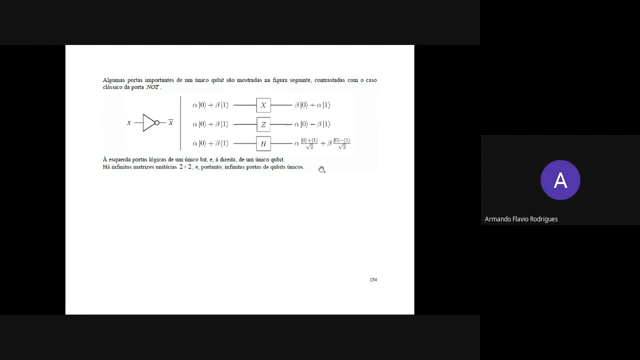 Algumas portas importantes de um único qubit são mostradas na figura seguinte, contrastadas com o caso
clássico da porta NOT.
α|0⟩ + β|1⟩ X β|0⟩ + α|1⟩
x x̅ α|0⟩ + β|1⟩ Z α|0⟩ − β|1⟩
α|0⟩ + β|1⟩ H α (|0⟩+|1⟩)/√2 + β (|0⟩−|1⟩)/√2
À esquerda portas lógicas de um único bit, e, à direita, de um único qubit.
Há infinitas matrizes unitárias 2×2, e, portanto, infinitas portas de qubits únicos.
154
A
Armando Flavio Rodrigues